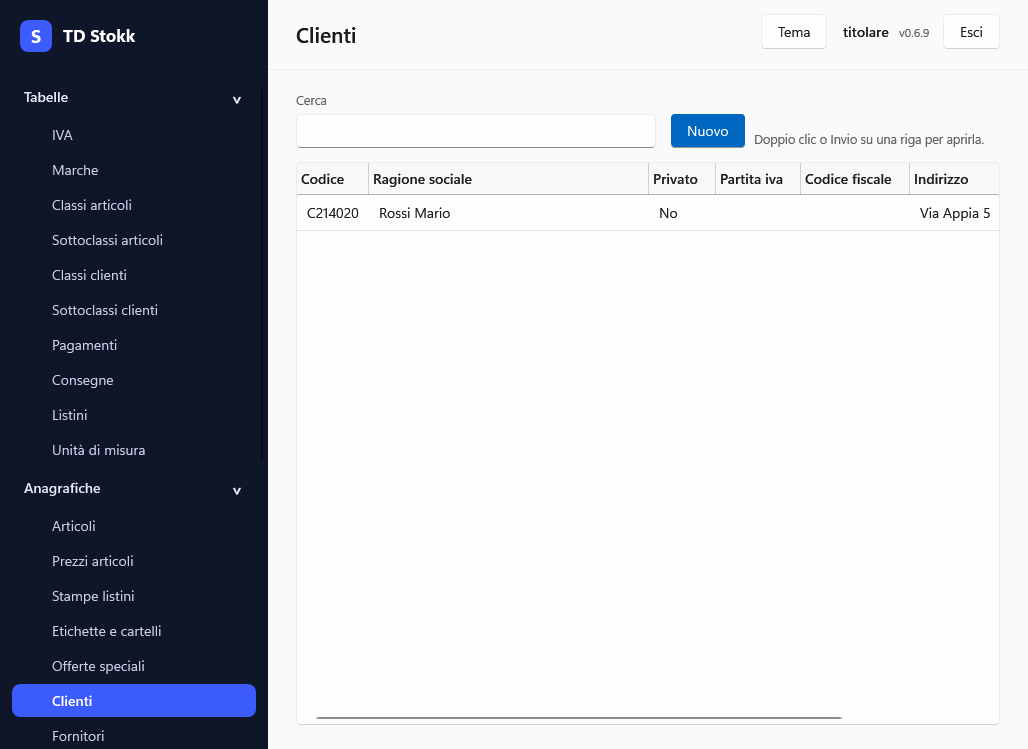 S TD Stokk
Clienti
Tema titolare v0.6.9 Esci
Tabelle
IVA
Marche
Classi articoli
Sottoclassi articoli
Classi clienti
Sottoclassi clienti
Pagamenti
Consegne
Listini
Unità di misura
Anagrafiche
Articoli
Prezzi articoli
Stampe listini
Etichette e cartelli
Offerte speciali
Clienti
Fornitori
Cerca
Nuovo Doppio clic o Invio su una riga per aprirla.
Codice Ragione sociale Privato Partita iva Codice fiscale Indirizzo
C214020 Rossi Mario No Via Appia 5